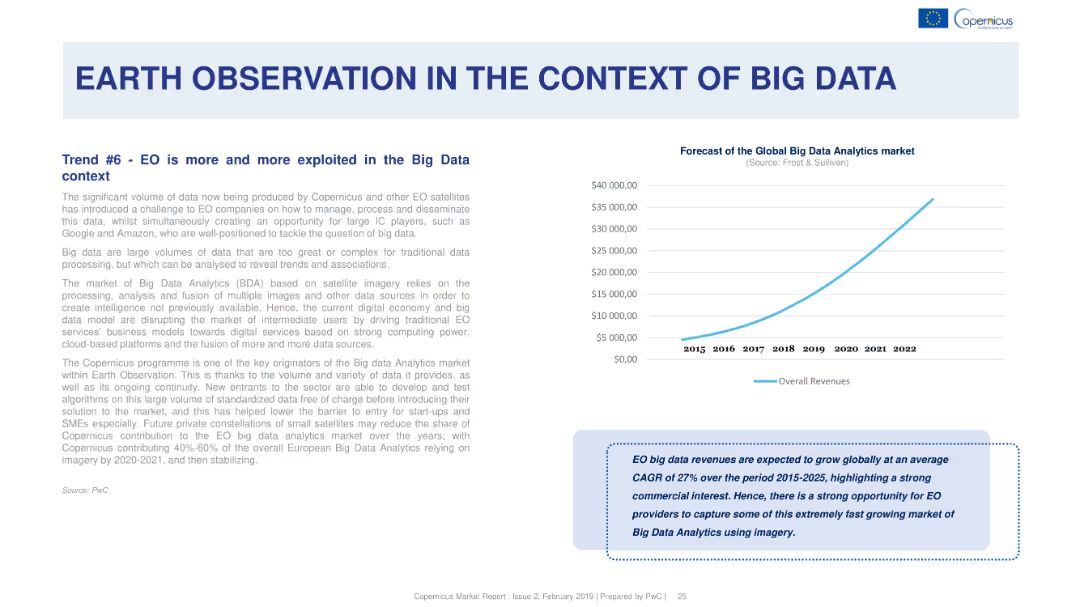 Copernicus
EARTH OBSERVATION IN THE CONTEXT OF BIG DATA
Trend #6 - EO is more and more exploited in the Big Data
context
The significant volume of data now being produced by Copernicus and other EO satellites
has introduced a challenge to EO companies on how to manage, process and disseminate
this data, whilst simultaneously creating an opportunity for large IC players, such as
Google and Amazon, who are well-positioned to tackle the question of big data.
Big data are large volumes of data that are too great or complex for traditional data
processing, but which can be analysed to reveal trends and associations.
The market of Big Data Analytics (BDA) based on satellite imagery relies on the
processing, analysis and fusion of multiple images and other data sources in order to
create intelligence not previously available. Hence, the current digital economy and big
data model are disrupting the market of intermediate users by driving traditional EO
services' business models towards digital services based on strong computing power,
cloud-based platforms and the fusion of more and more data sources.
The Copernicus programme is one of the key originators of the Big data Analytics market
within Earth Observation. This is thanks to the volume and variety of data it provides, as
well as its ongoing continuity. New entrants to the sector are able to develop and test
algorithms on this large volume of standardized data free of charge before introducing their
solution to the market, and this has helped lower the barrier to entry for start-ups and
SMEs especially. Future private constellations of small satellites may reduce the share of
Copernicus contribution to the EO big data analytics market over the years, with
Copernicus contributing 40%-60% of the overall European Big Data Analytics relying on
imagery by 2020-2021, and then stabilizing.
Source: PwC
Forecast of the Global Big Data Analytics market
(Source: Frost & Sullivan)
$40 000,00
$35 000,00
$30 000,00
$25 000,00
$20 000,00
$15 000,00
$10 000,00
$5 000,00
$0,00
2015 2016 2017 2018 2019 2020 2021 2022
Overall Revenues
EO big data revenues are expected to grow globally at an average
CAGR of 27% over the period 2015-2025, highlighting a strong
commercial interest. Hence, there is a strong opportunity for EO
providers to capture some of this extremely fast growing market of
Big Data Analytics using imagery.
Copernicus Market Report : Issue 2, February 2019 | Prepared by PwC | 25